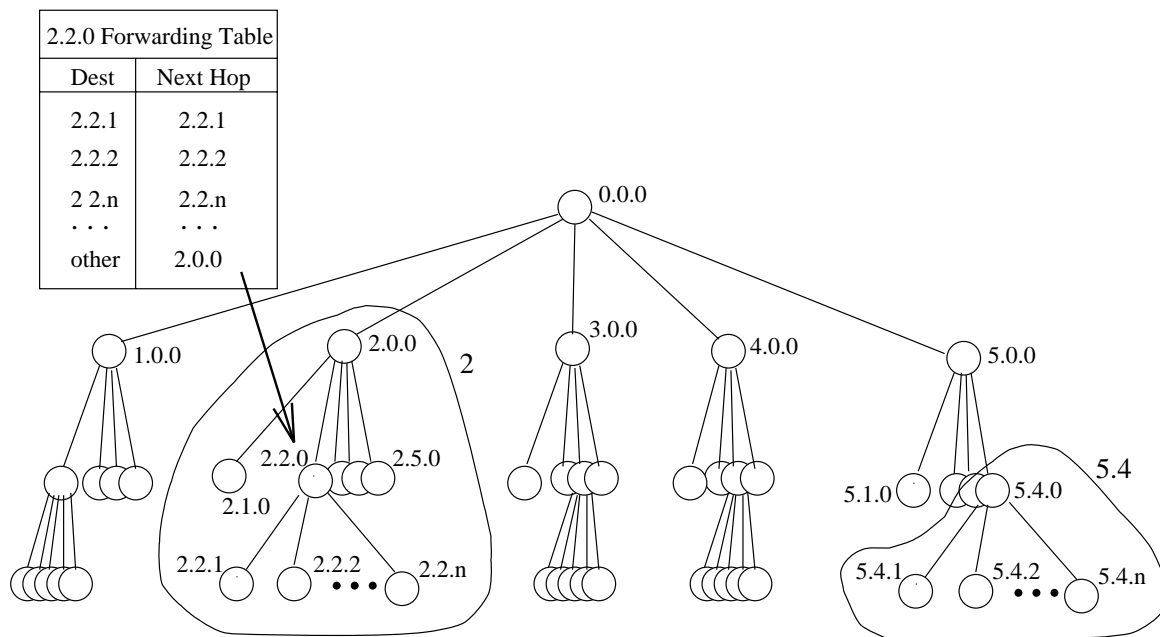 2.2.0 Forwarding Table
Dest Next Hop
2.2.1 2.2.1
2.2.2 2.2.2
2 2.n 2.2.n
. . . . . .
other 2.0.0
0.0.0
1.0.0
2.0.0
2
3.0.0
4.0.0
5.0.0
2.2.0
2.5.0
2.1.0
5.1.0
5.4.0
5.4
2.2.1
2.2.2
2.2.n
5.4.1
5.4.2
5.4.n